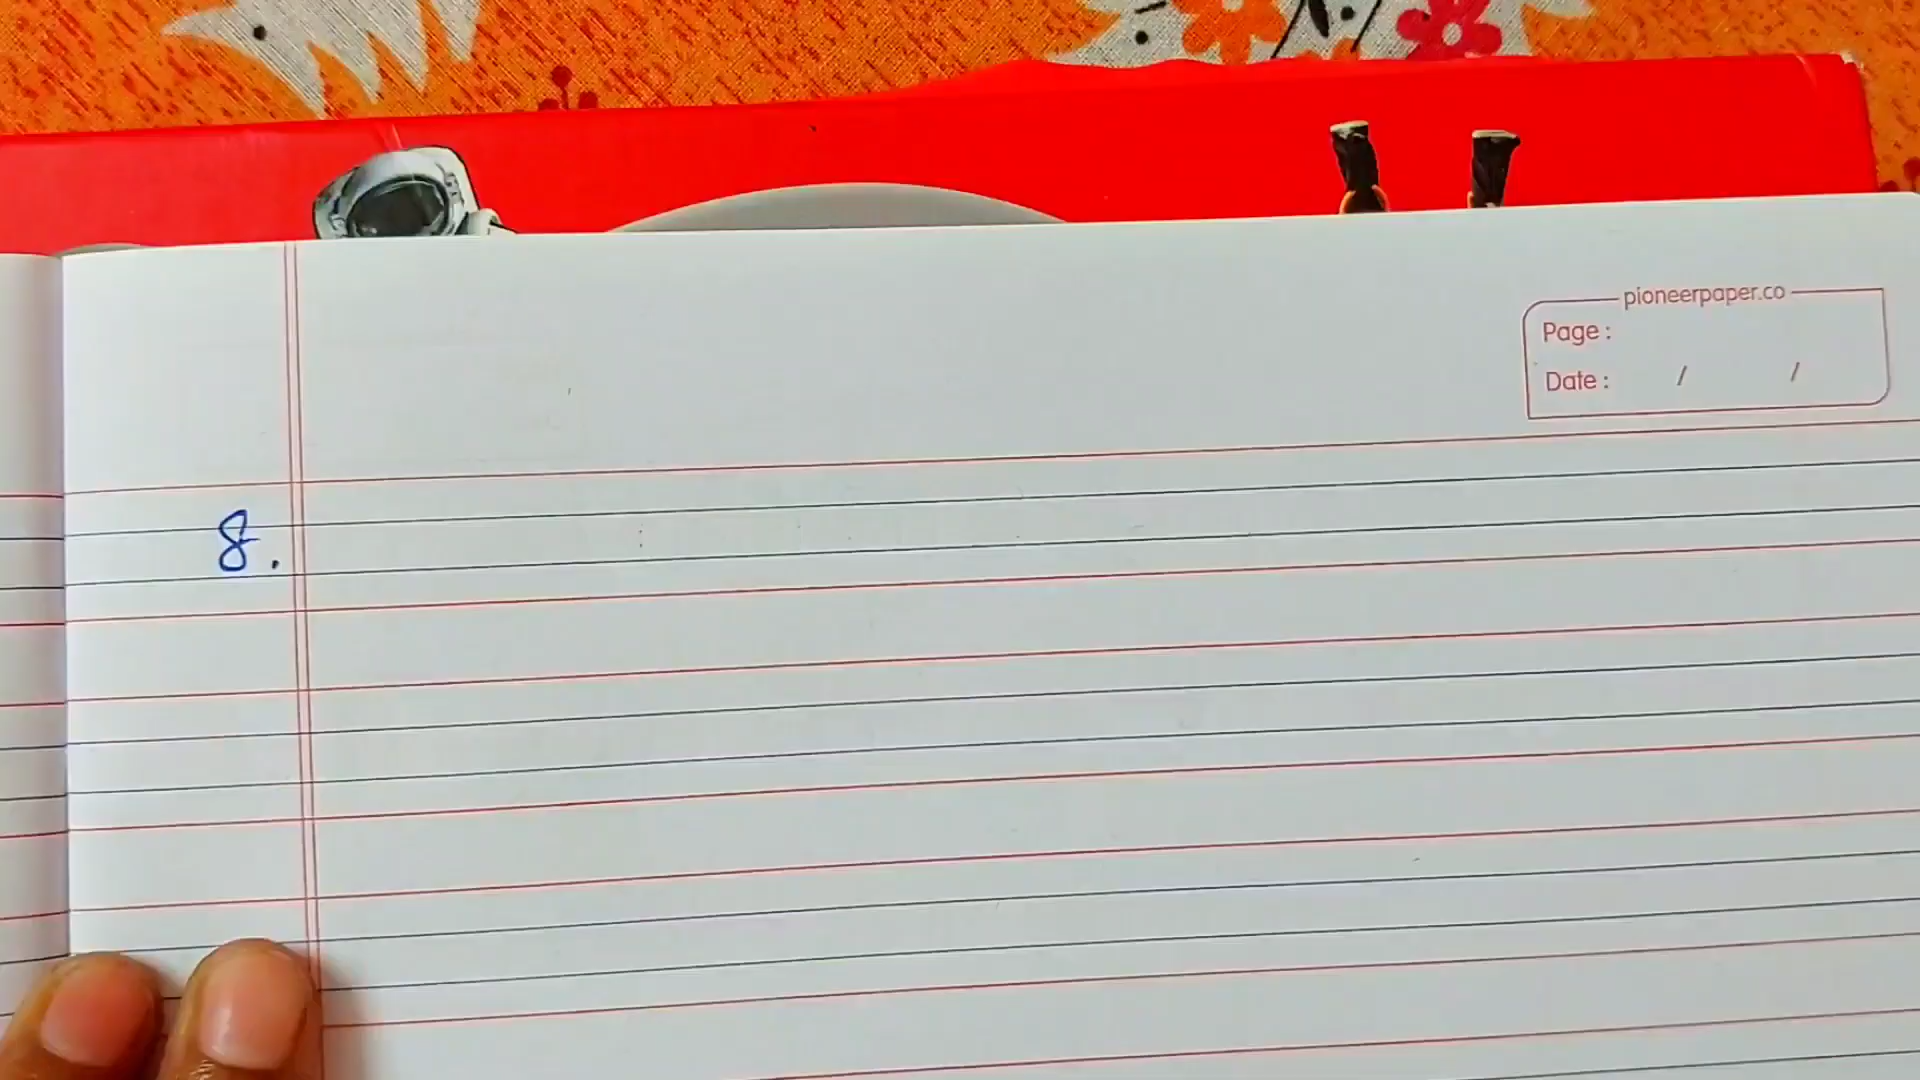 pioneerpaper.co
Page :
Date : / /
8.